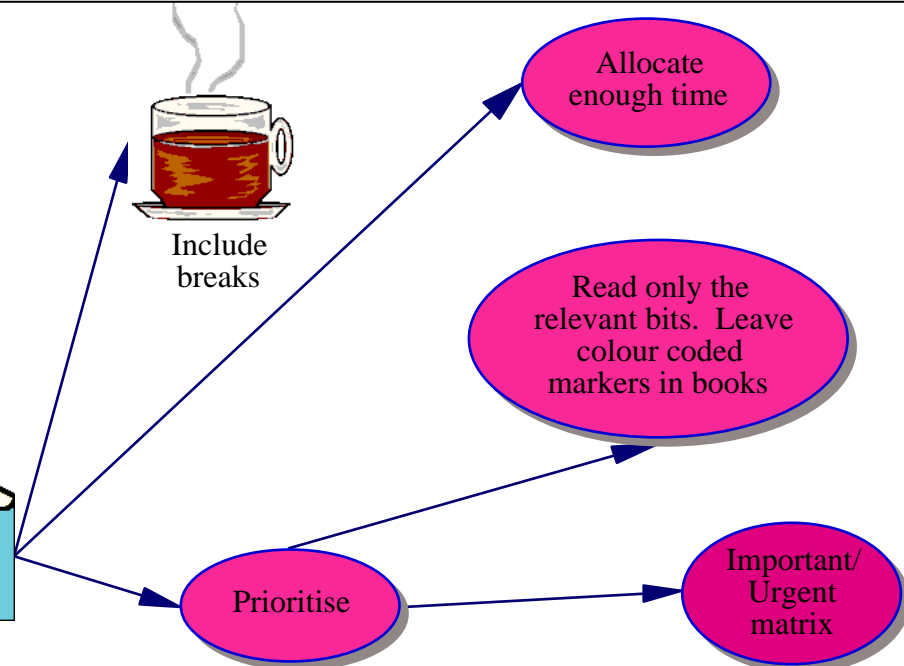 Allocate
enough time
Include
breaks
Read only the
relevant bits.  Leave
colour coded
markers in books
Prioritise
Important/
Urgent
matrix